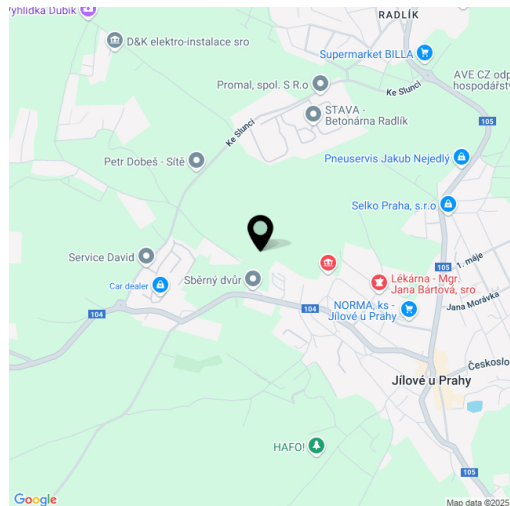 yhlídka Dubík
RADLÍK
D&K elektro-instalace sro
Supermarket BILLA
AVE CZ odp
hospodářstv
Promal, spol. S R.o
Ke Slunci
Ke Slunci
STAVA -
Betonárna Radlík
105
Petr Dobeš - Sítě
Pneuservis Jakub Nejedlý
Selko Praha, s.r.o
Service David
105
1. máje
Car dealer
Sběrný dvůr
Lékárna - Mgr.
Jana Bártová, sro
Jana Morávka
104
104
NORMA, ks -
Jílové u Prahy
Českoslo
Jílové u Prahy
HAFO!
105
Google
Map data ©2025